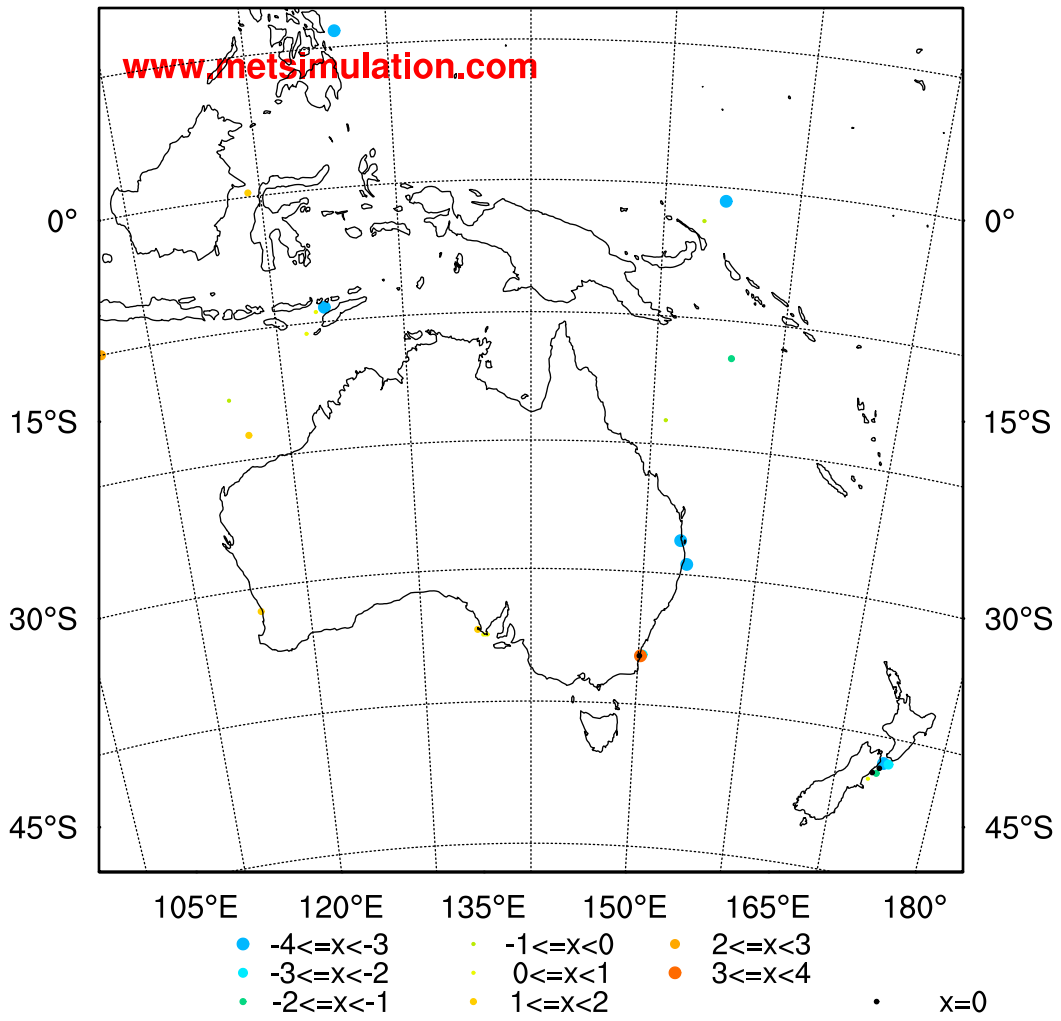 www.metsimulation.com
0° 0°
15°S 15°S
30°S 30°S
45°S 45°S
105°E 120°E 135°E 150°E 165°E 180°
-4<=x<-3 -1<=x<0 2<=x<3
-3<=x<-2 0<=x<1 3<=x<4
-2<=x<-1 1<=x<2 x=0